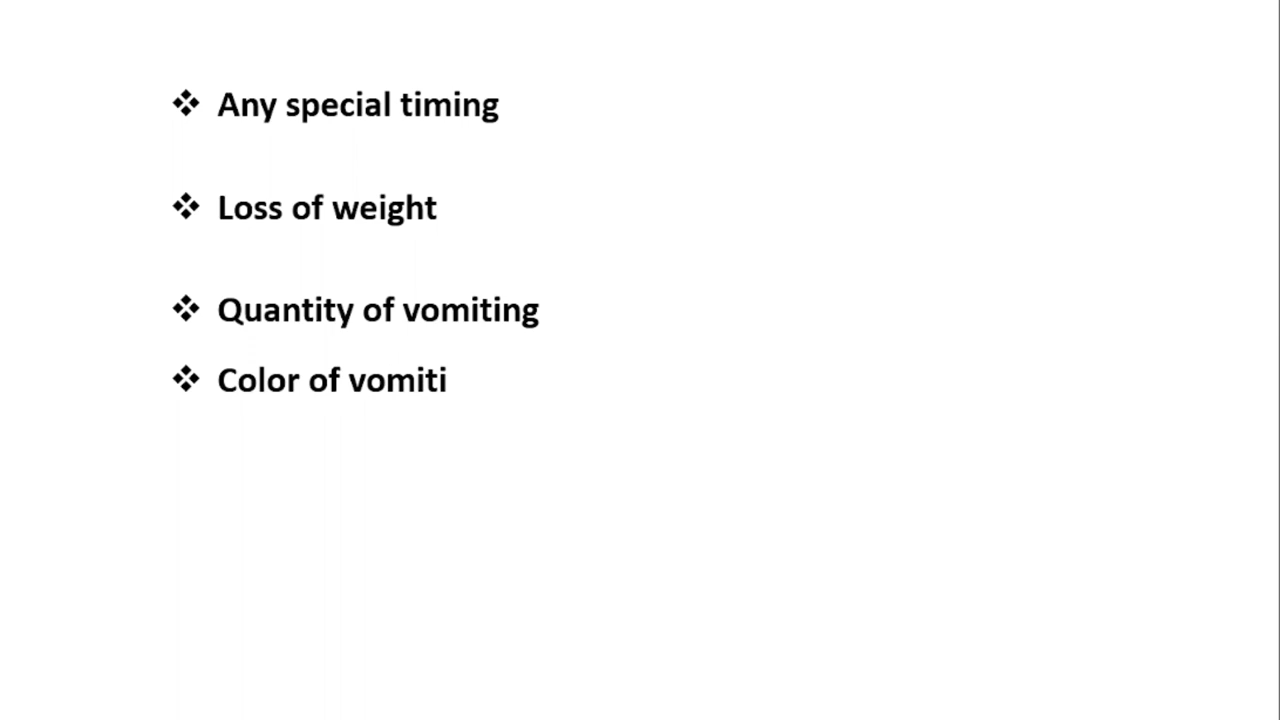 ❖ Any special timing
❖ Loss of weight
❖ Quantity of vomiting
❖ Color of vomiti